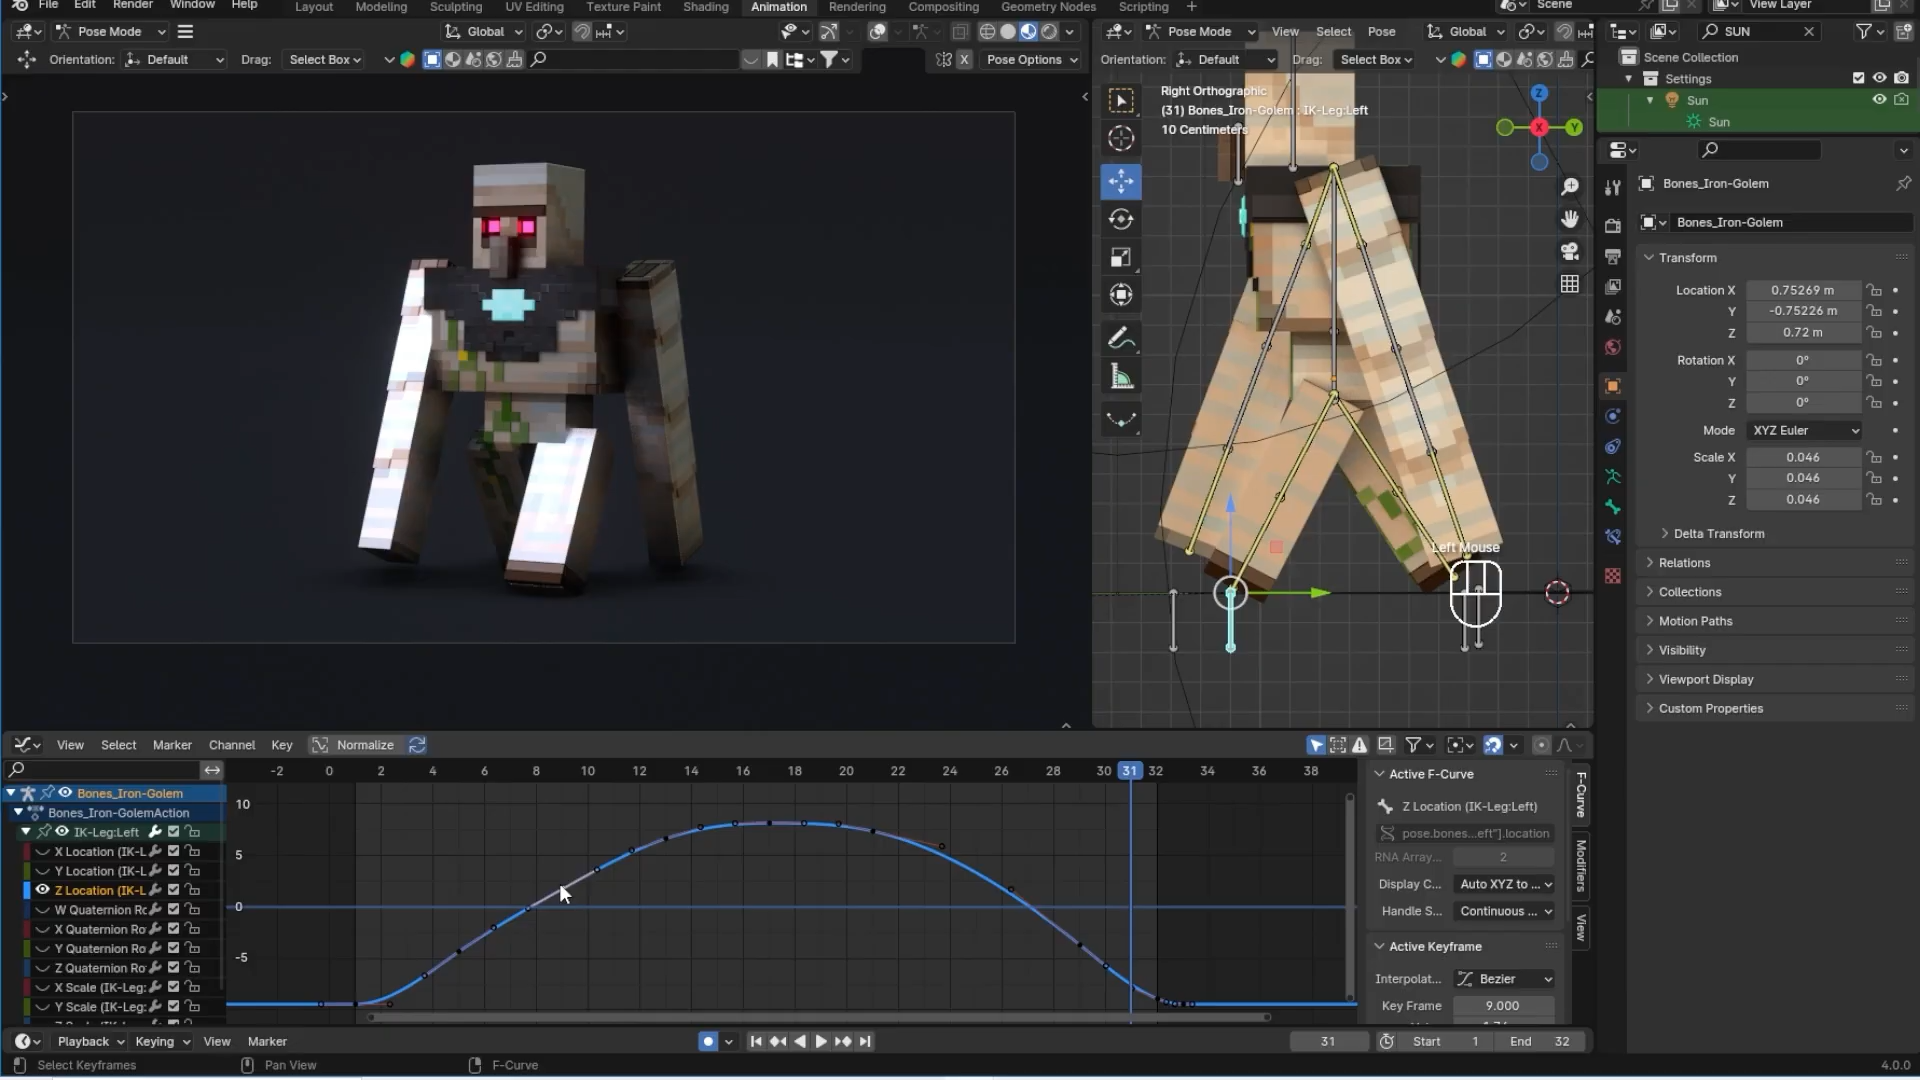 File Edit Render Window Help
Layout Modeling Sculpting UV Editing Texture Paint Shading Animation Rendering Compositing Geometry Nodes Scripting +
Scene View Layer
Pose Mode Global
Pose Mode View Select Pose Global
SUN
Orientation: Default Drag: Select Box X Pose Options
Orientation: Default Drag: Select Box
Scene Collection
Settings
Sun
Sun
Right Orthographic
(31) Bones_Iron-Golem : IK-Leg:Left
10 Centimeters
Z
X
Y
Bones_Iron-Golem
Bones_Iron-Golem
Transform
Location X 0.75269 m
Y -0.75226 m
Z 0.72 m
Rotation X 0°
Y 0°
Z 0°
Mode XYZ Euler
Scale X 0.046
Y 0.046
Z 0.046
Delta Transform
Relations
Collections
Motion Paths
Visibility
Viewport Display
Custom Properties
Left Mouse
View Select Marker Channel Key Normalize
-2 0 2 4 6 8 10 12 14 16 18 20 22 24 26 28 30 31 32 34 36 38
Bones_Iron-Golem
Bones_Iron-GolemAction
IK-Leg:Left
X Location (IK-L
Y Location (IK-L
Z Location (IK-L
W Quaternion Rc
X Quaternion Ro
Y Quaternion Ro
Z Quaternion Ro
X Scale (IK-Leg:
Y Scale (IK-Leg:
10
5
0
-5
Active F-Curve
Z Location (IK-Leg:Left)
pose.bones...eft"].location
RNA Array... 2
Display C... Auto XYZ to ...
Handle S... Continuous ...
Active Keyframe
Interpolat... Bezier
Key Frame 9.000
F-Curve
Modifiers
View
Playback Keying View Marker
31 Start 1 End 32
Select Keyframes Pan View F-Curve
4.0.0